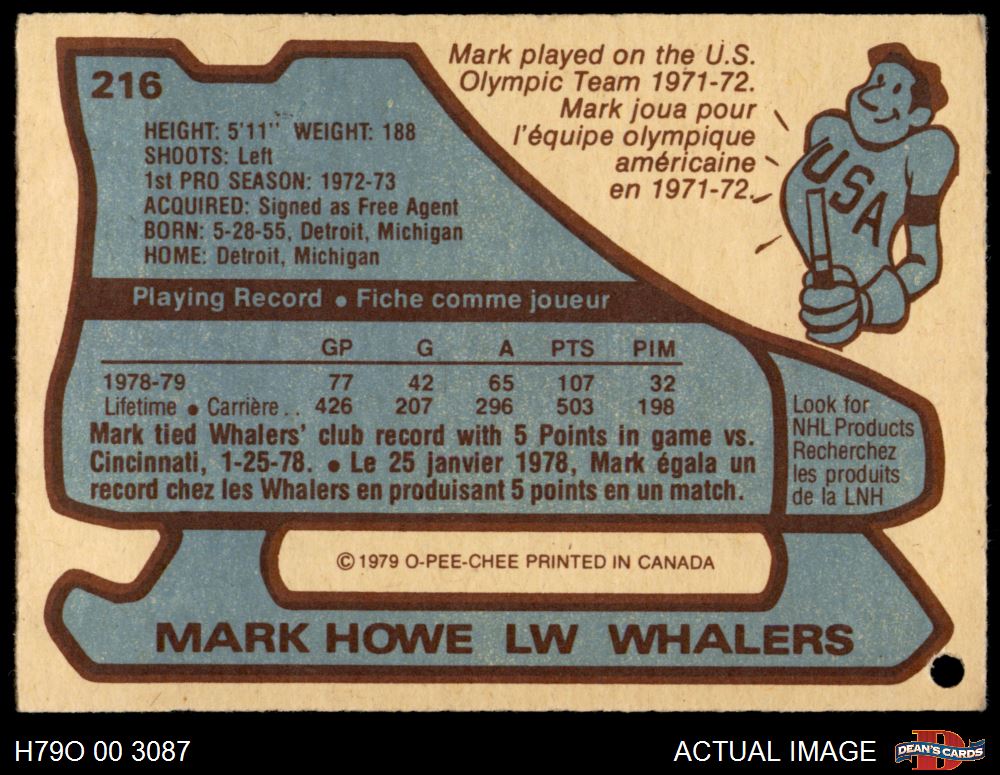 216
Mark played on the U.S.
Olympic Team 1971-72.
Mark joua pour
l'équipe olympique
américaine
en 1971-72.
USA
HEIGHT: 5'11" WEIGHT: 188
SHOOTS: Left
1st PRO SEASON: 1972-73
ACQUIRED: Signed as Free Agent
BORN: 5-28-55, Detroit, Michigan
HOME: Detroit, Michigan
Playing Record • Fiche comme joueur
GP G A PTS PIM
1978-79 77 42 65 107 32
Lifetime • Carrière . . 426 207 296 503 198
Mark tied Whalers' club record with 5 Points in game vs.
Cincinnati, 1-25-78. • Le 25 janvier 1978, Mark égala un
record chez les Whalers en produisant 5 points en un match.
Look for
NHL Products
Recherchez
les produits
de la LNH
© 1979 O-PEE-CHEE PRINTED IN CANADA
MARK HOWE LW WHALERS
H79O 00 3087
ACTUAL IMAGE
D
DEAN'S CARDS